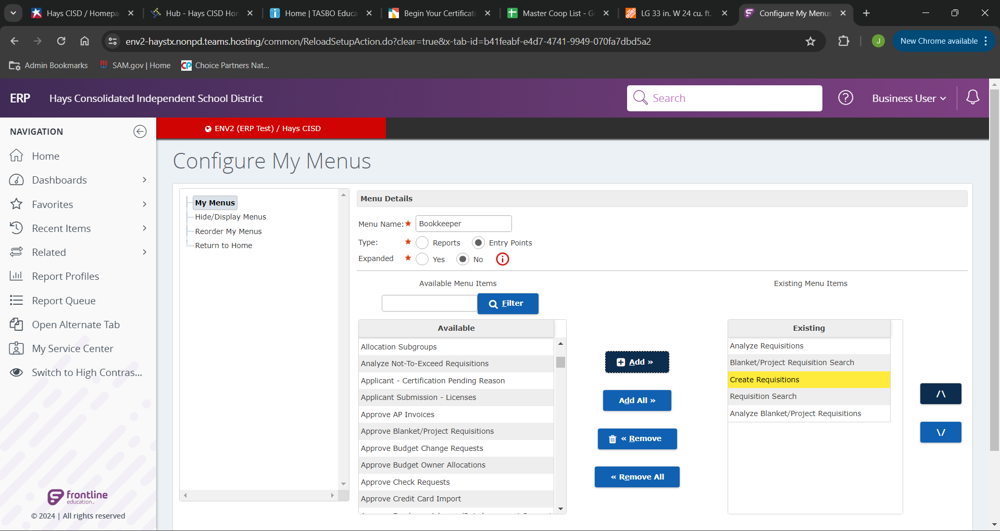 Hays CISD / Homepa
Hub - Hays CISD Hon
Home | TASBO Educa
Begin Your Certificati
Master Coop List - G
LG 33 in. W 24 cu. ft.
Configure My Menus
env2-haystx.nonpd.teams.hosting/common/ReloadSetupAction.do?clear=true&x-tab-id=b41feabf-e4d7-4741-9949-070fa7dbd5a2
J
New Chrome available
Admin Bookmarks
SAM.gov | Home
CP Choice Partners Nat...
ERP
Hays Consolidated Independent School District
Search
Business User
NAVIGATION
ENV2 (ERP Test) / Hays CISD
Home
Dashboards
Favorites
Recent Items
Related
Report Profiles
Report Queue
Open Alternate Tab
My Service Center
Switch to High Contras...
frontline
education
© 2024 | All rights reserved
Configure My Menus
My Menus
Hide/Display Menus
Reorder My Menus
Return to Home
Menu Details
Menu Name: Bookkeeper
Type: Reports Entry Points
Expanded Yes No
Available Menu Items
Filter
Available
Allocation Subgroups
Analyze Not-To-Exceed Requisitions
Applicant - Certification Pending Reason
Applicant Submission - Licenses
Approve AP Invoices
Approve Blanket/Project Requisitions
Approve Budget Change Requests
Approve Budget Owner Allocations
Approve Check Requests
Approve Credit Card Import
Add »
Add All »
« Remove
« Remove All
Existing Menu Items
Existing
Analyze Requisitions
Blanket/Project Requisition Search
Create Requisitions
Requisition Search
Analyze Blanket/Project Requisitions
/\
\/